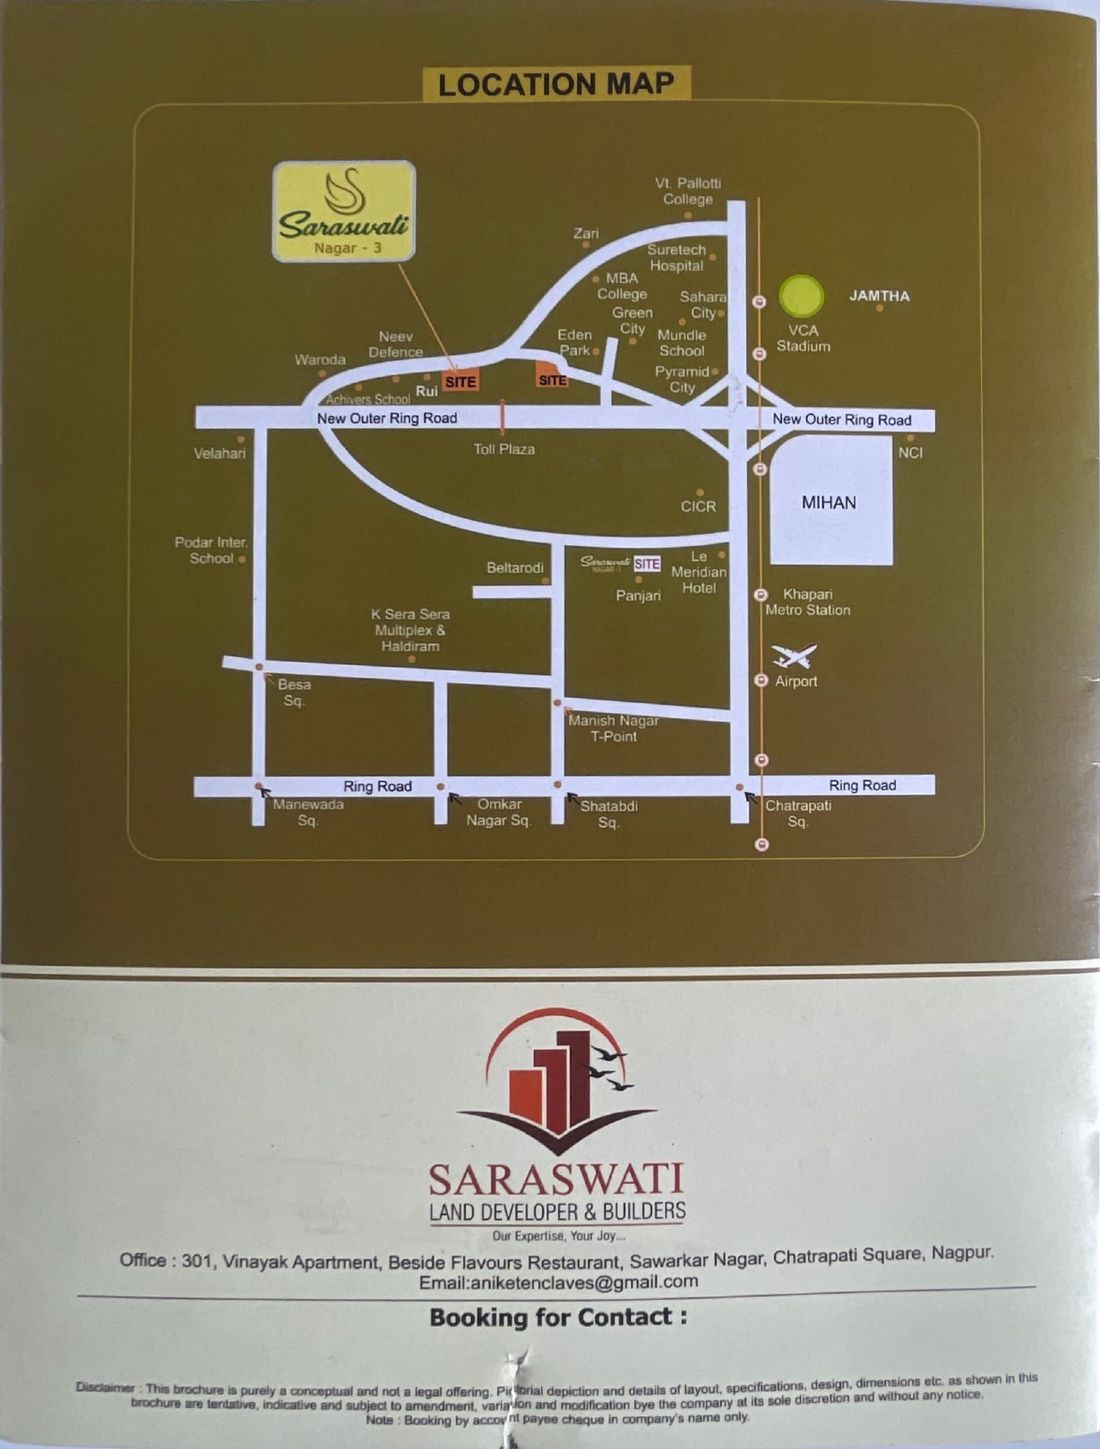 LOCATION MAP
Saraswati
Nagar - 3
Vt. Pallotti
College
Zari
Suretech
Hospital
MBA
College
Sahara
City
JAMTHA
Green
City
VCA
Stadium
Neev
Defence
Eden
Park
Mundle
School
Waroda
Pyramid
City
Achivers School
Rui
SITE
SITE
New Outer Ring Road
New Outer Ring Road
Velahari
Toll Plaza
NCI
CICR
MIHAN
Podar Inter.
School
Beltarodi
Saraswati
NAGAR -1
SITE
Panjari
Le
Meridian
Hotel
Khapari
Metro Station
K Sera Sera
Multiplex &
Haldiram
Besa
Sq.
Airport
Manish Nagar
T-Point
Ring Road
Ring Road
Manewada
Sq.
Omkar
Nagar Sq.
Shatabdi
Sq.
Chatrapati
Sq.
SARASWATI
LAND DEVELOPER & BUILDERS
Our Expertise, Your Joy...
Office : 301, Vinayak Apartment, Beside Flavours Restaurant, Sawarkar Nagar, Chatrapati Square, Nagpur.
Email:aniketenclaves@gmail.com
Booking for Contact :
Disclaimer : This brochure is purely a conceptual and not a legal offering. Pictorial depiction and details of layout, specifications, design, dimensions etc. as shown in this
brochure are tentative, indicative and subject to amendment, variation and modification bye the company at its sole discretion and without any notice.
Note : Booking by account payee cheque in company's name only.